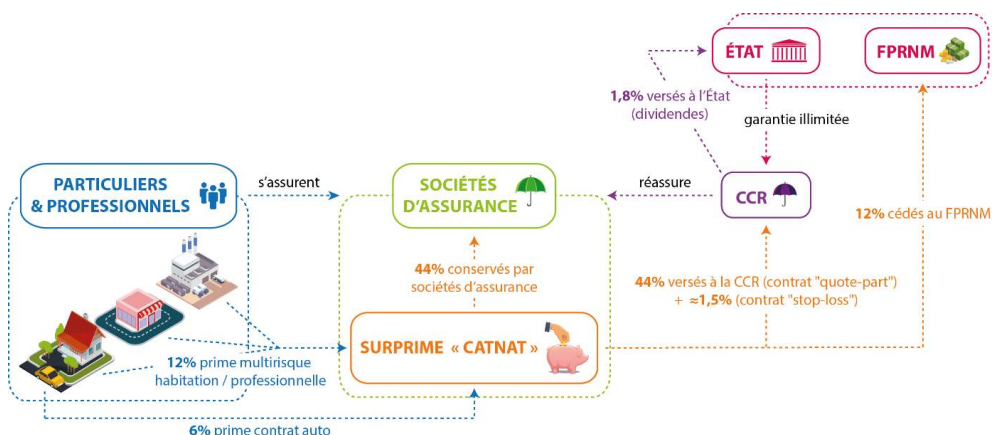 ÉTAT
FPRNM
1,8% versés à l'État
(dividendes)
garantie illimitée
PARTICULIERS
& PROFESSIONNELS
s'assurent
SOCIÉTÉS
D'ASSURANCE
réassure
CCR
12% cédés au FPRNM
44% conservés par
sociétés d'assurance
44% versés à la CCR (contrat "quote-part")
+ ≈1,5% (contrat "stop-loss")
SURPRIME « CATNAT »
12% prime multirisque
habitation / professionnelle
6% prime contrat auto